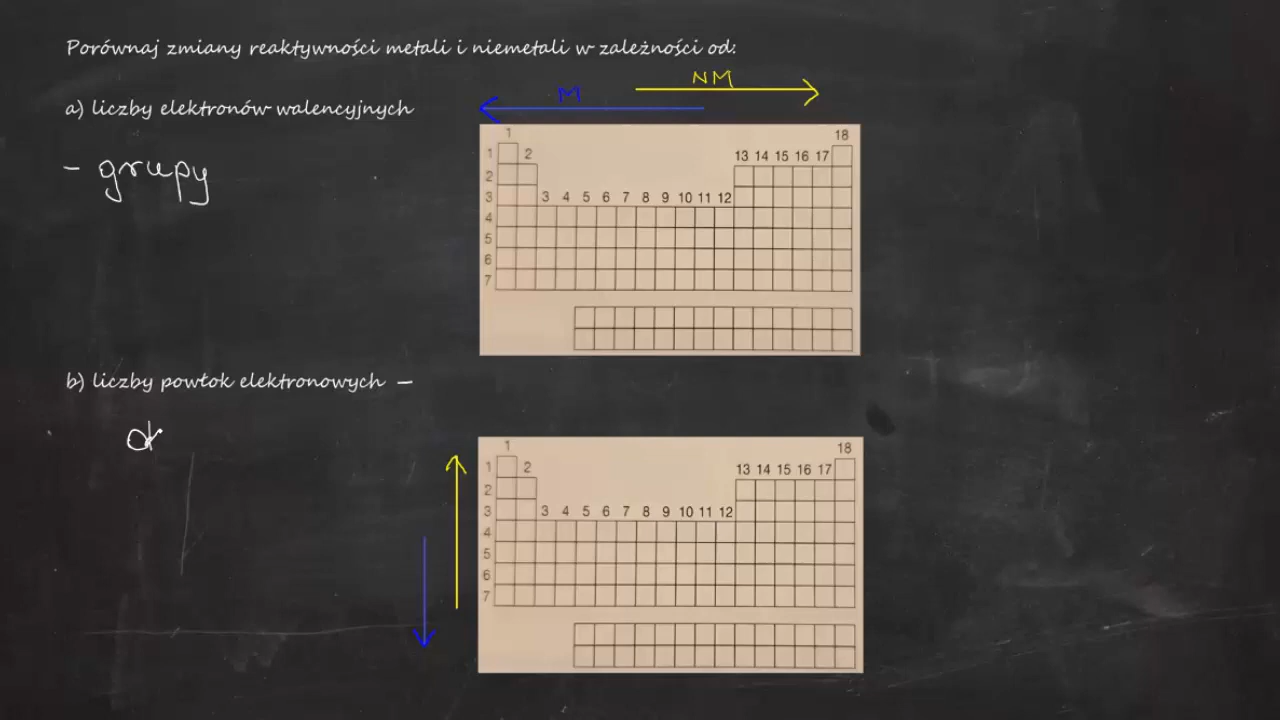 Porównaj zmiany reaktywności metali i niemetali w zależności od:
NM
M
a) liczby elektronów walencyjnych
- grupy
1 18
1 2 13 14 15 16 17
2
3 3 4 5 6 7 8 9 10 11 12
4
5
6
7
b) liczby powłok elektronowych -
ok
1 18
1 2 13 14 15 16 17
2
3 3 4 5 6 7 8 9 10 11 12
4
5
6
7